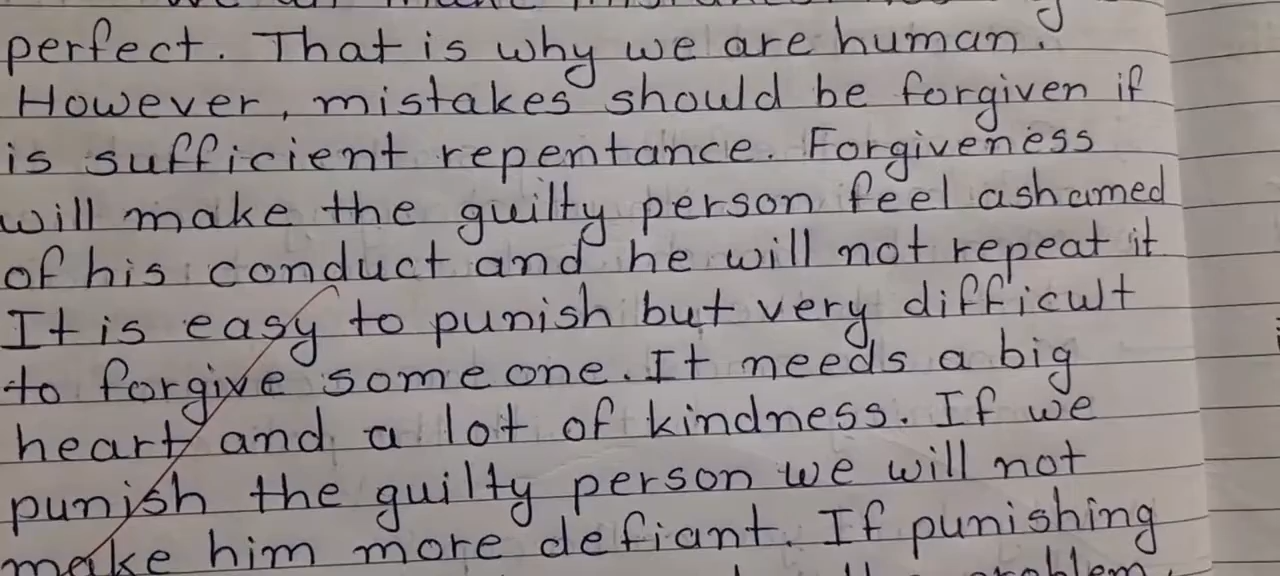 perfect. That is why we are human.
However, mistakes should be forgiven if
is sufficient repentance. Forgiveness
will make the guilty person feel ashamed
of his conduct and he will not repeat it
It is easy to punish but very difficult
to forgive someone. It needs a big
heart and a lot of kindness. If we
punish the guilty person we will not
make him more defiant. If punishing
problem.